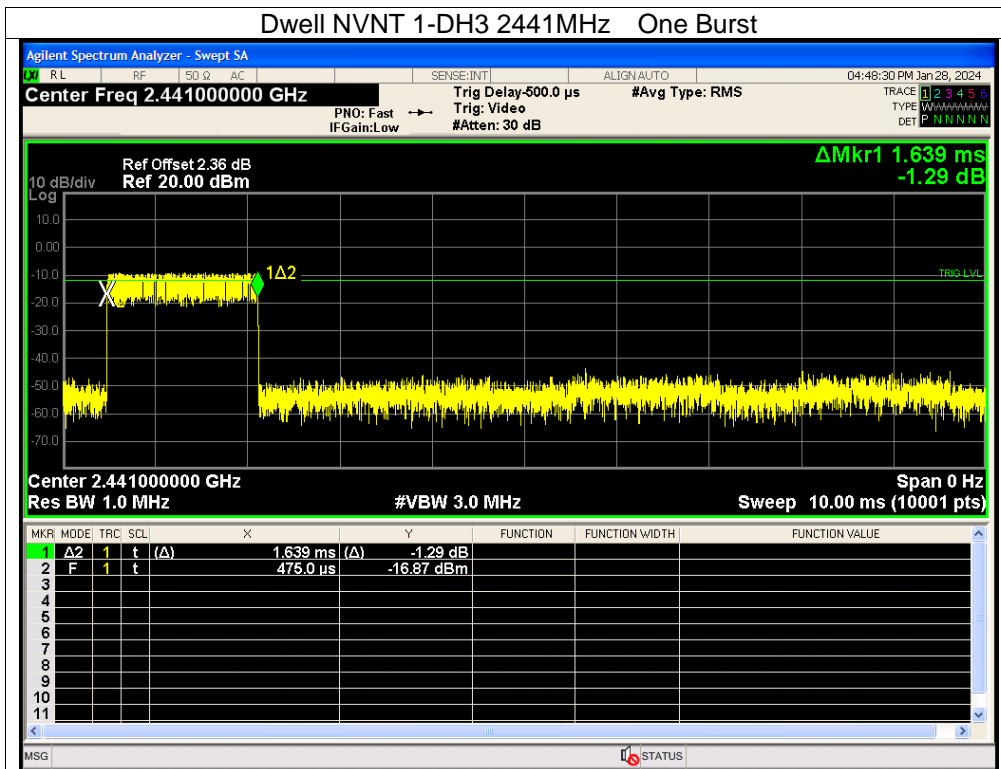 Dwell NVNT 1-DH3 2441MHz One Burst
Agilent Spectrum Analyzer - Swept SA
LXI RL RF 50 Ω AC SENSE:INT ALIGN AUTO 04:48:30 PM Jan 28, 2024
Center Freq 2.441000000 GHz
PNO: Fast
IFGain:Low
Trig Delay-500.0 µs
Trig: Video
#Atten: 30 dB
#Avg Type: RMS
TRACE 1 2 3 4 5 6
TYPE WWWWWW
DET P N N N N N
ΔMkr1 1.639 ms
-1.29 dB
Ref Offset 2.36 dB
10 dB/div Ref 20.00 dBm
Log
10.0
0.00
-10.0
-20.0
-30.0
-40.0
-50.0
-60.0
-70.0
1Δ2
TRIG LVL
Center 2.441000000 GHz Span 0 Hz
Res BW 1.0 MHz #VBW 3.0 MHz Sweep 10.00 ms (10001 pts)
MKR MODE TRC SCL X Y FUNCTION FUNCTION WIDTH FUNCTION VALUE
1 Δ2 1 t (Δ) 1.639 ms (Δ) -1.29 dB
2 F 1 t 475.0 µs -16.87 dBm
3
4
5
6
7
8
9
10
11
MSG STATUS